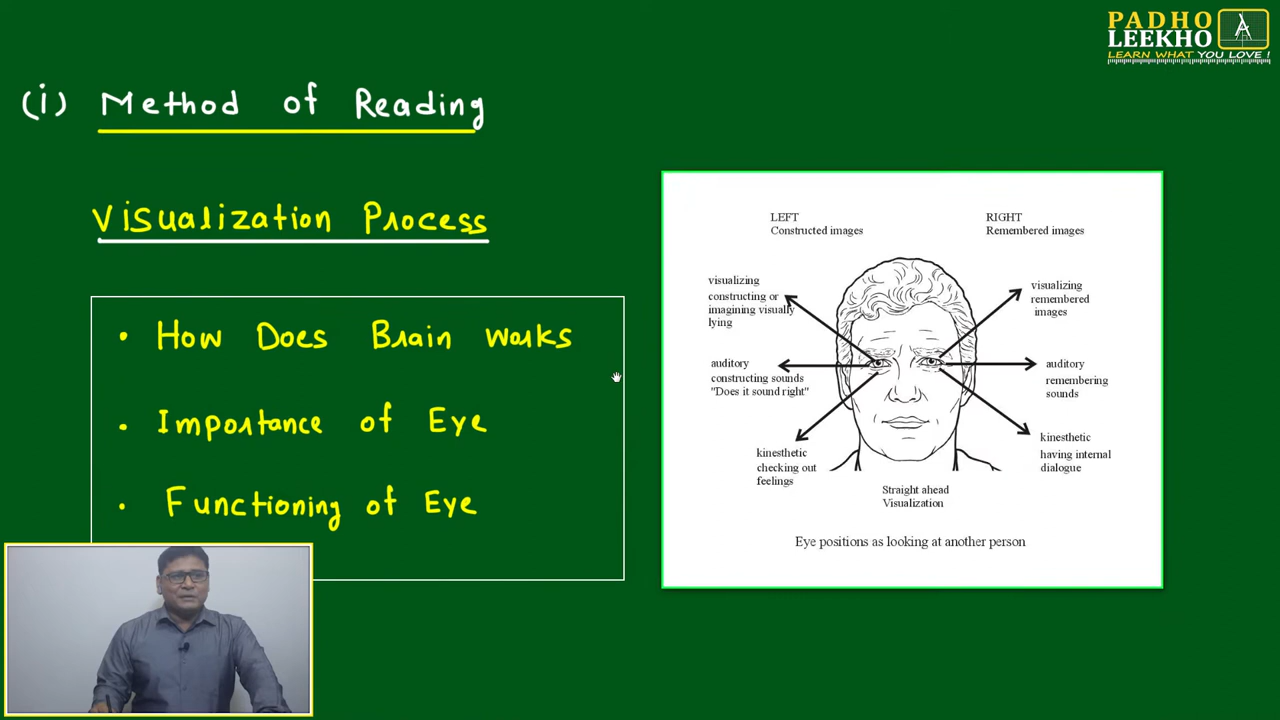 PADHO
LEEKHO
LEARN WHAT YOU LOVE !
(i) Method of Reading
Visualization Process
• How Does Brain Works
• Importance of Eye
• Functioning of Eye
LEFT
Constructed images
RIGHT
Remembered images
visualizing
constructing or
imagining visually
lying
visualizing
remembered
images
auditory
constructing sounds
"Does it sound right"
auditory
remembering
sounds
kinesthetic
checking out
feelings
kinesthetic
having internal
dialogue
Straight ahead
Visualization
Eye positions as looking at another person